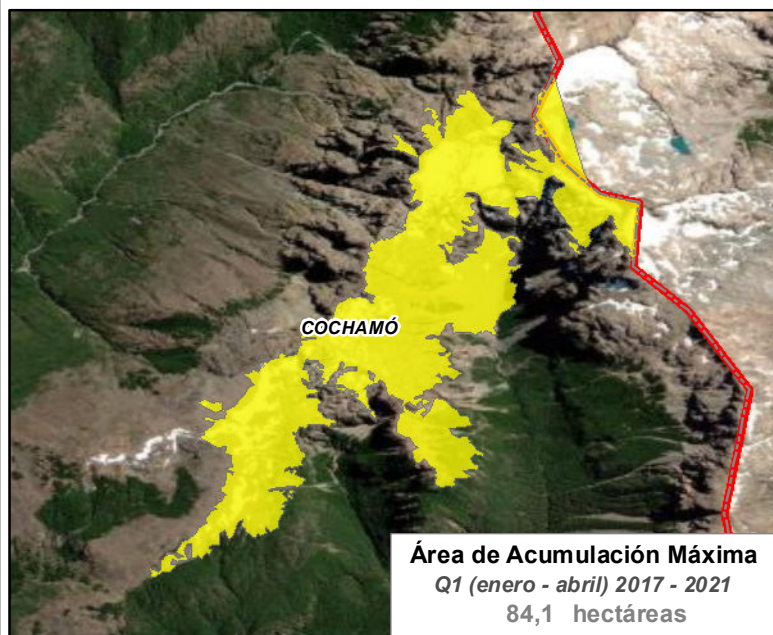 COCHAMÓ
Área de Acumulación Máxima
Q1 (enero - abril) 2017 - 2021
84,1 hectáreas